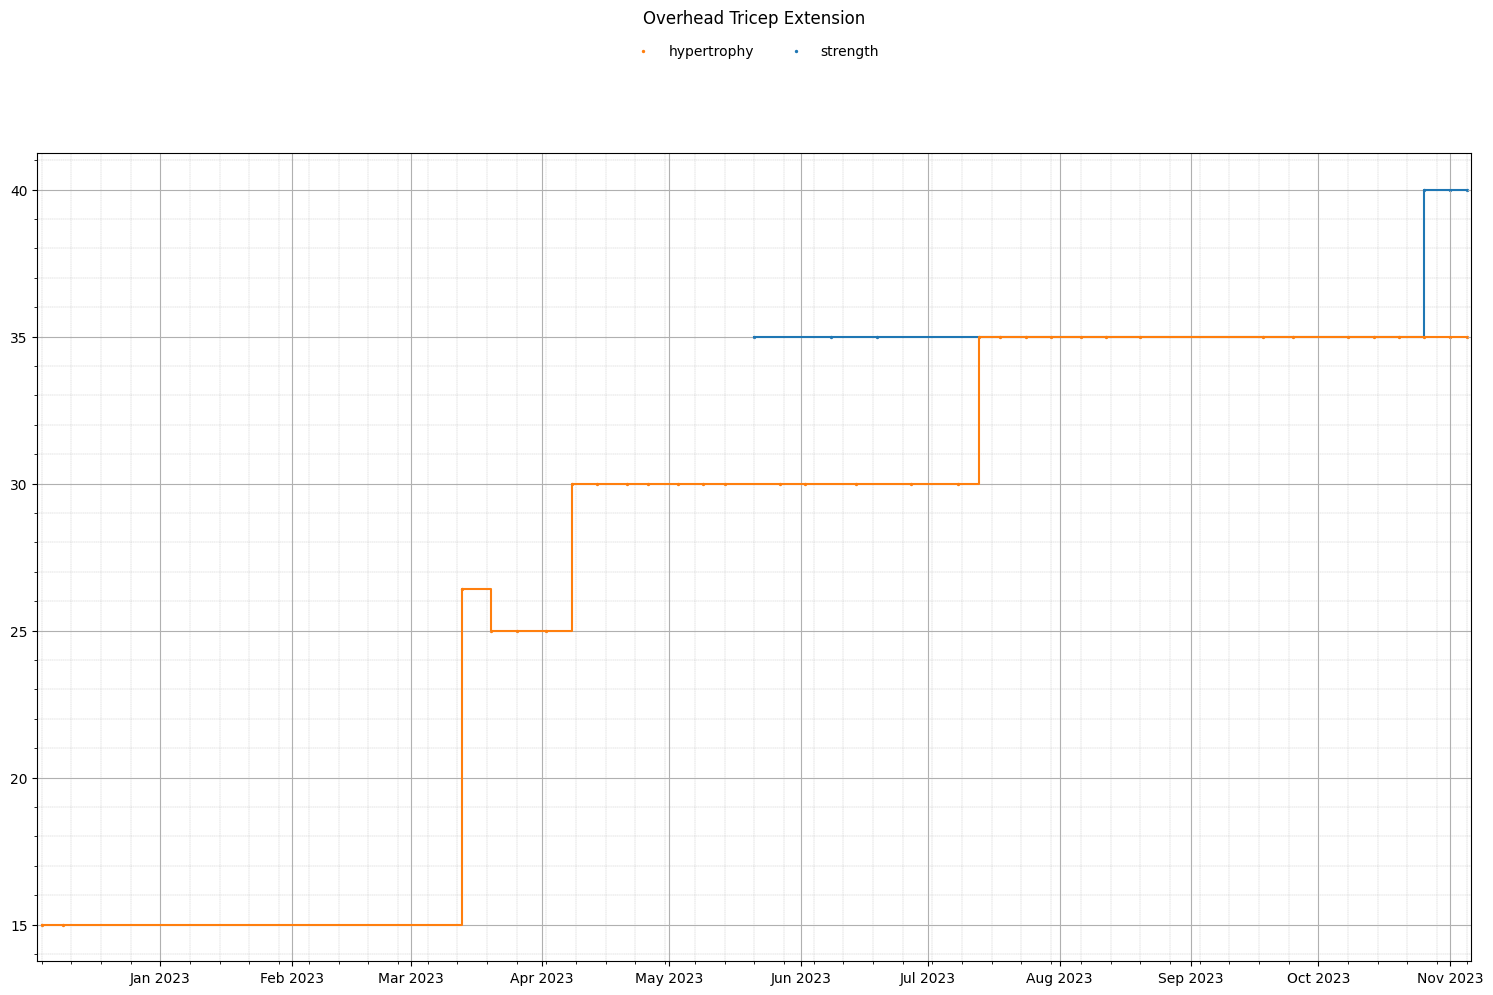 Overhead Tricep Extension
hypertrophy strength
40
35
30
25
20
15
Jan 2023 Feb 2023 Mar 2023 Apr 2023 May 2023 Jun 2023 Jul 2023 Aug 2023 Sep 2023 Oct 2023 Nov 2023